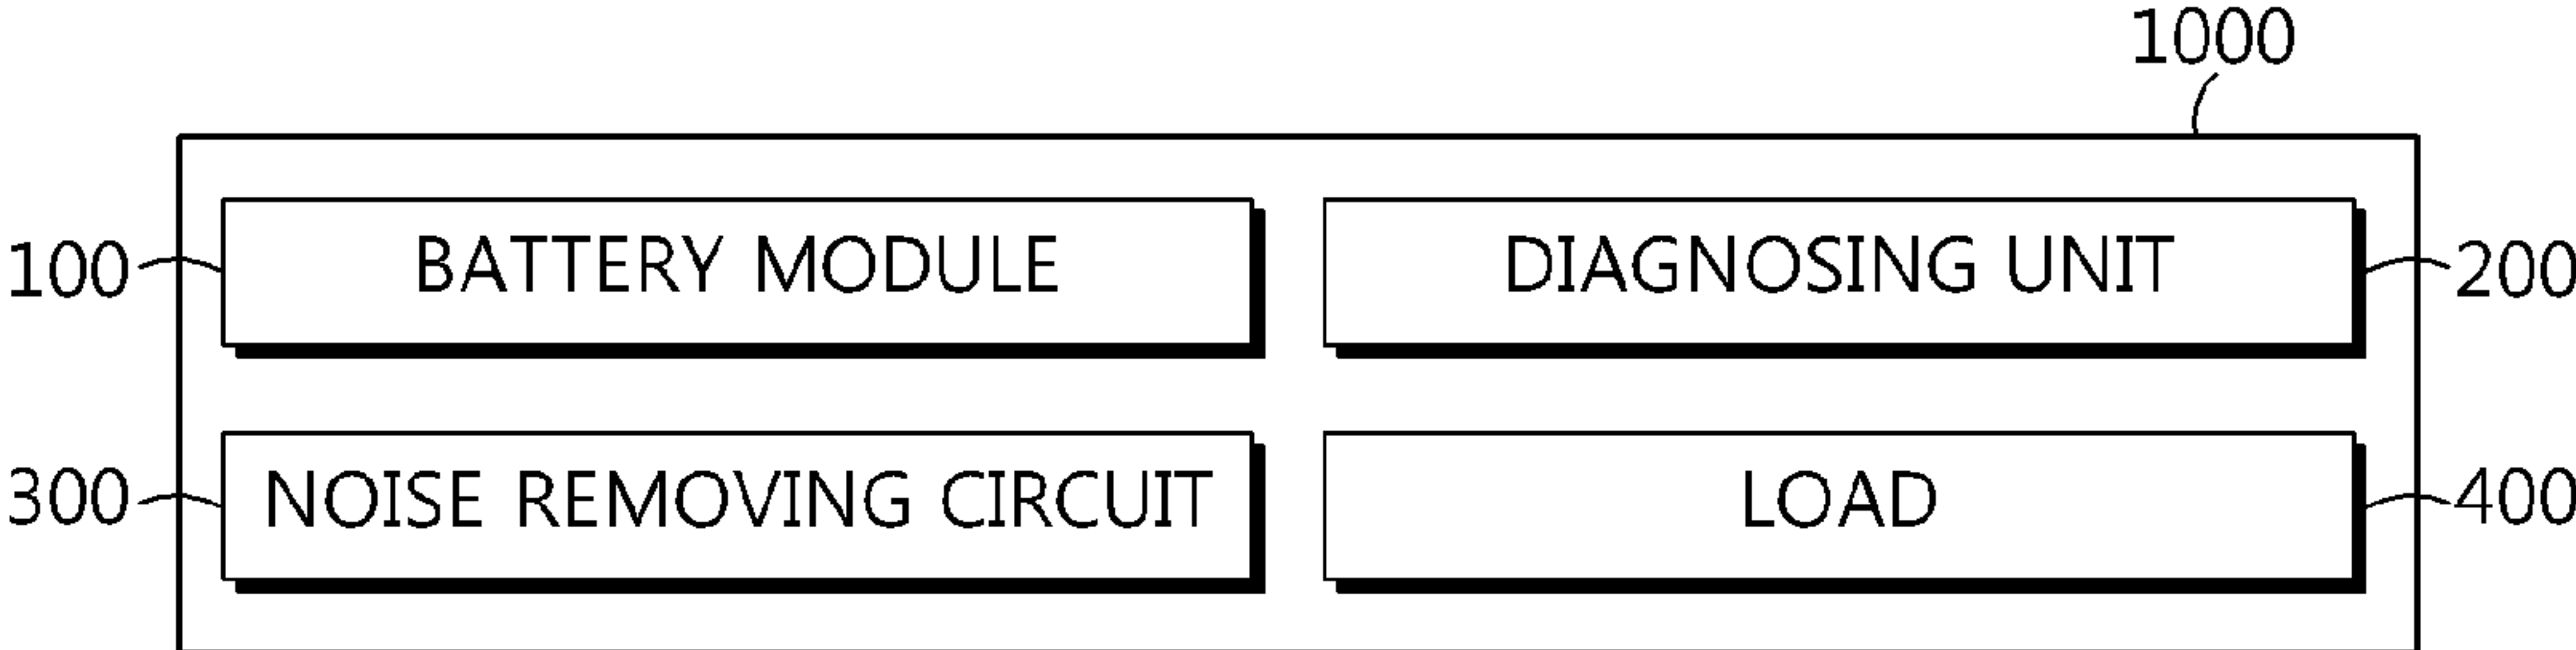 1000
100 BATTERY MODULE DIAGNOSING UNIT 200
300 NOISE REMOVING CIRCUIT LOAD 400